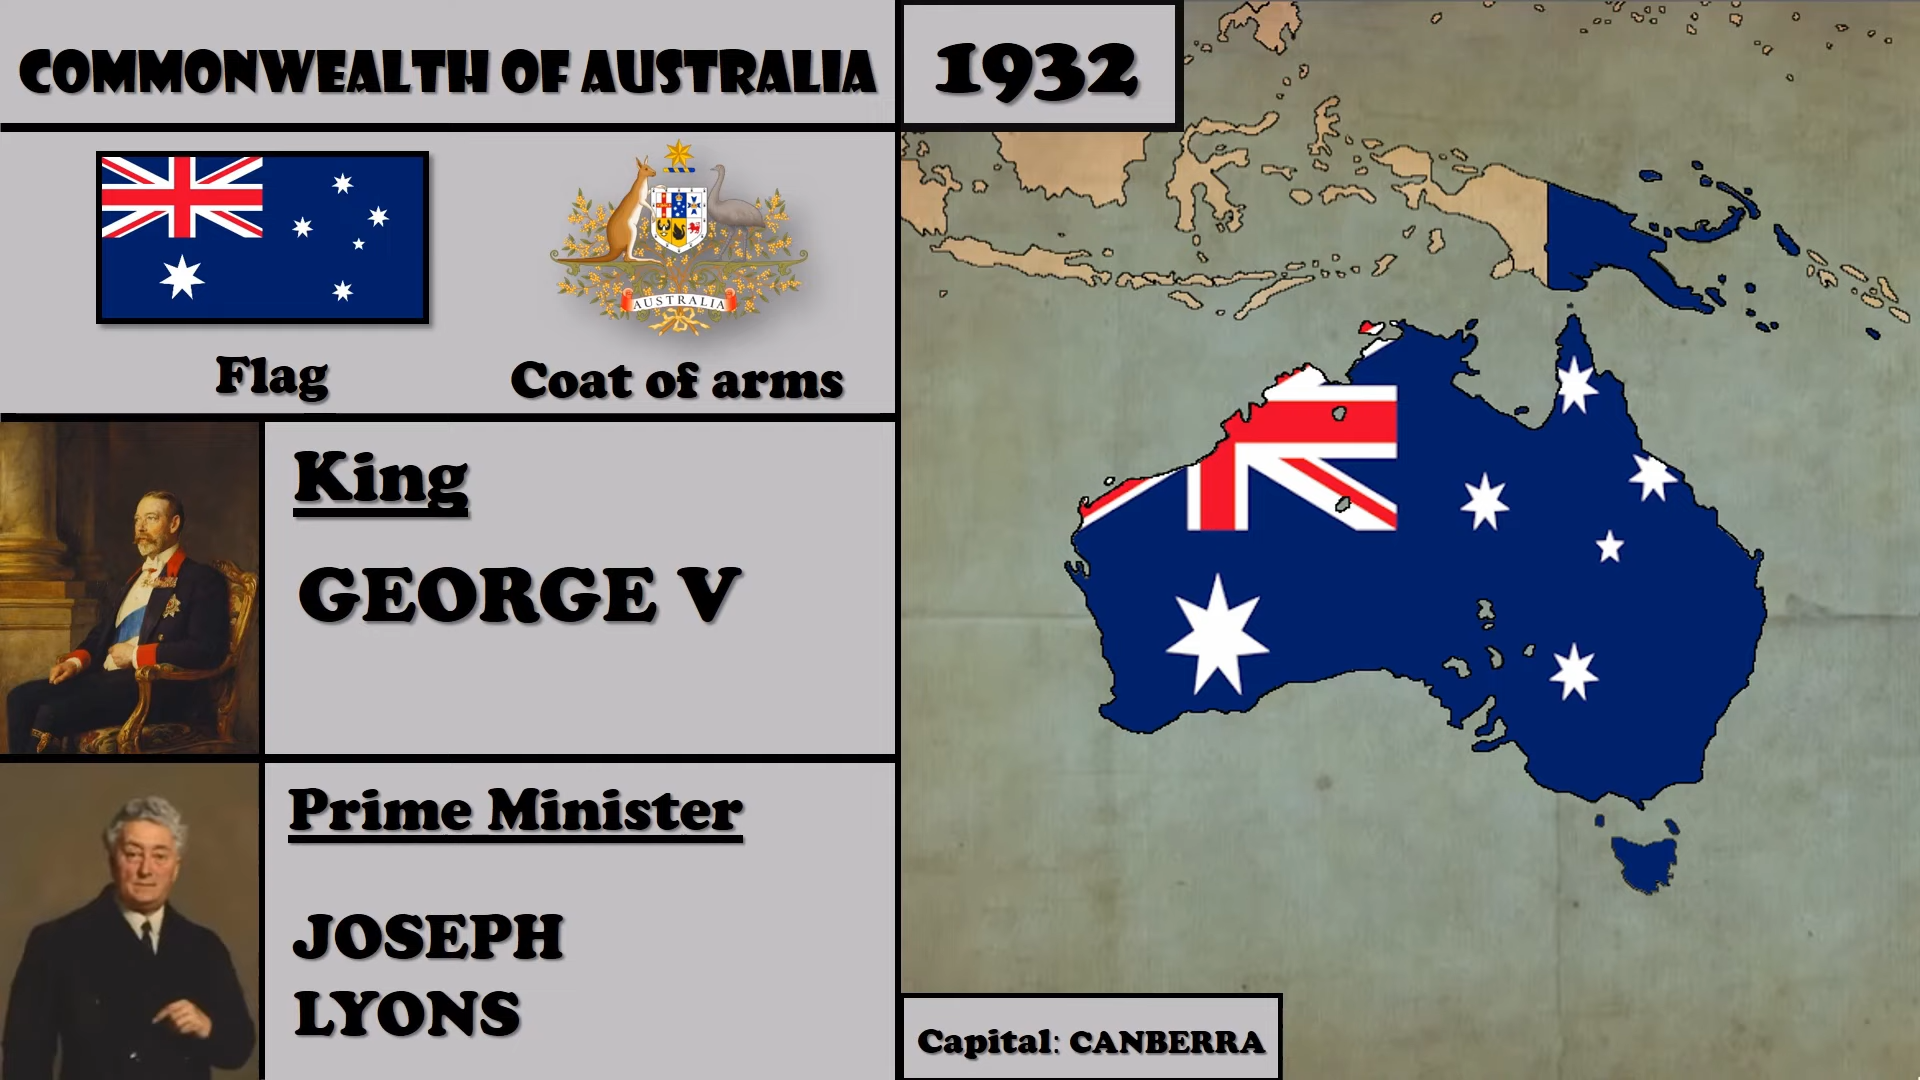 COMMONWEALTH OF AUSTRALIA
1932
AUSTRALIA
Flag
Coat of arms
King
GEORGE V
Prime Minister
JOSEPH
LYONS
Capital: CANBERRA